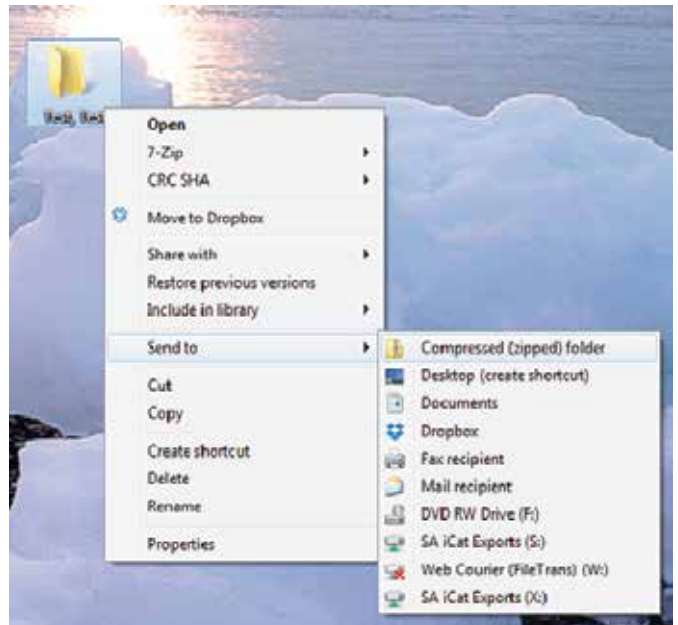 Open
7-Zip
CRC SHA
Move to Dropbox
Share with
Restore previous versions
Include in library
Send to
Cut
Copy
Create shortcut
Delete
Rename
Properties
Compressed (zipped) folder
Desktop (create shortcut)
Documents
Dropbox
Fax recipient
Mail recipient
DVD RW Drive (F:)
SA iCat Exports (S:)
Web Courier (FileTrans) (W:)
SA iCat Exports (X:)